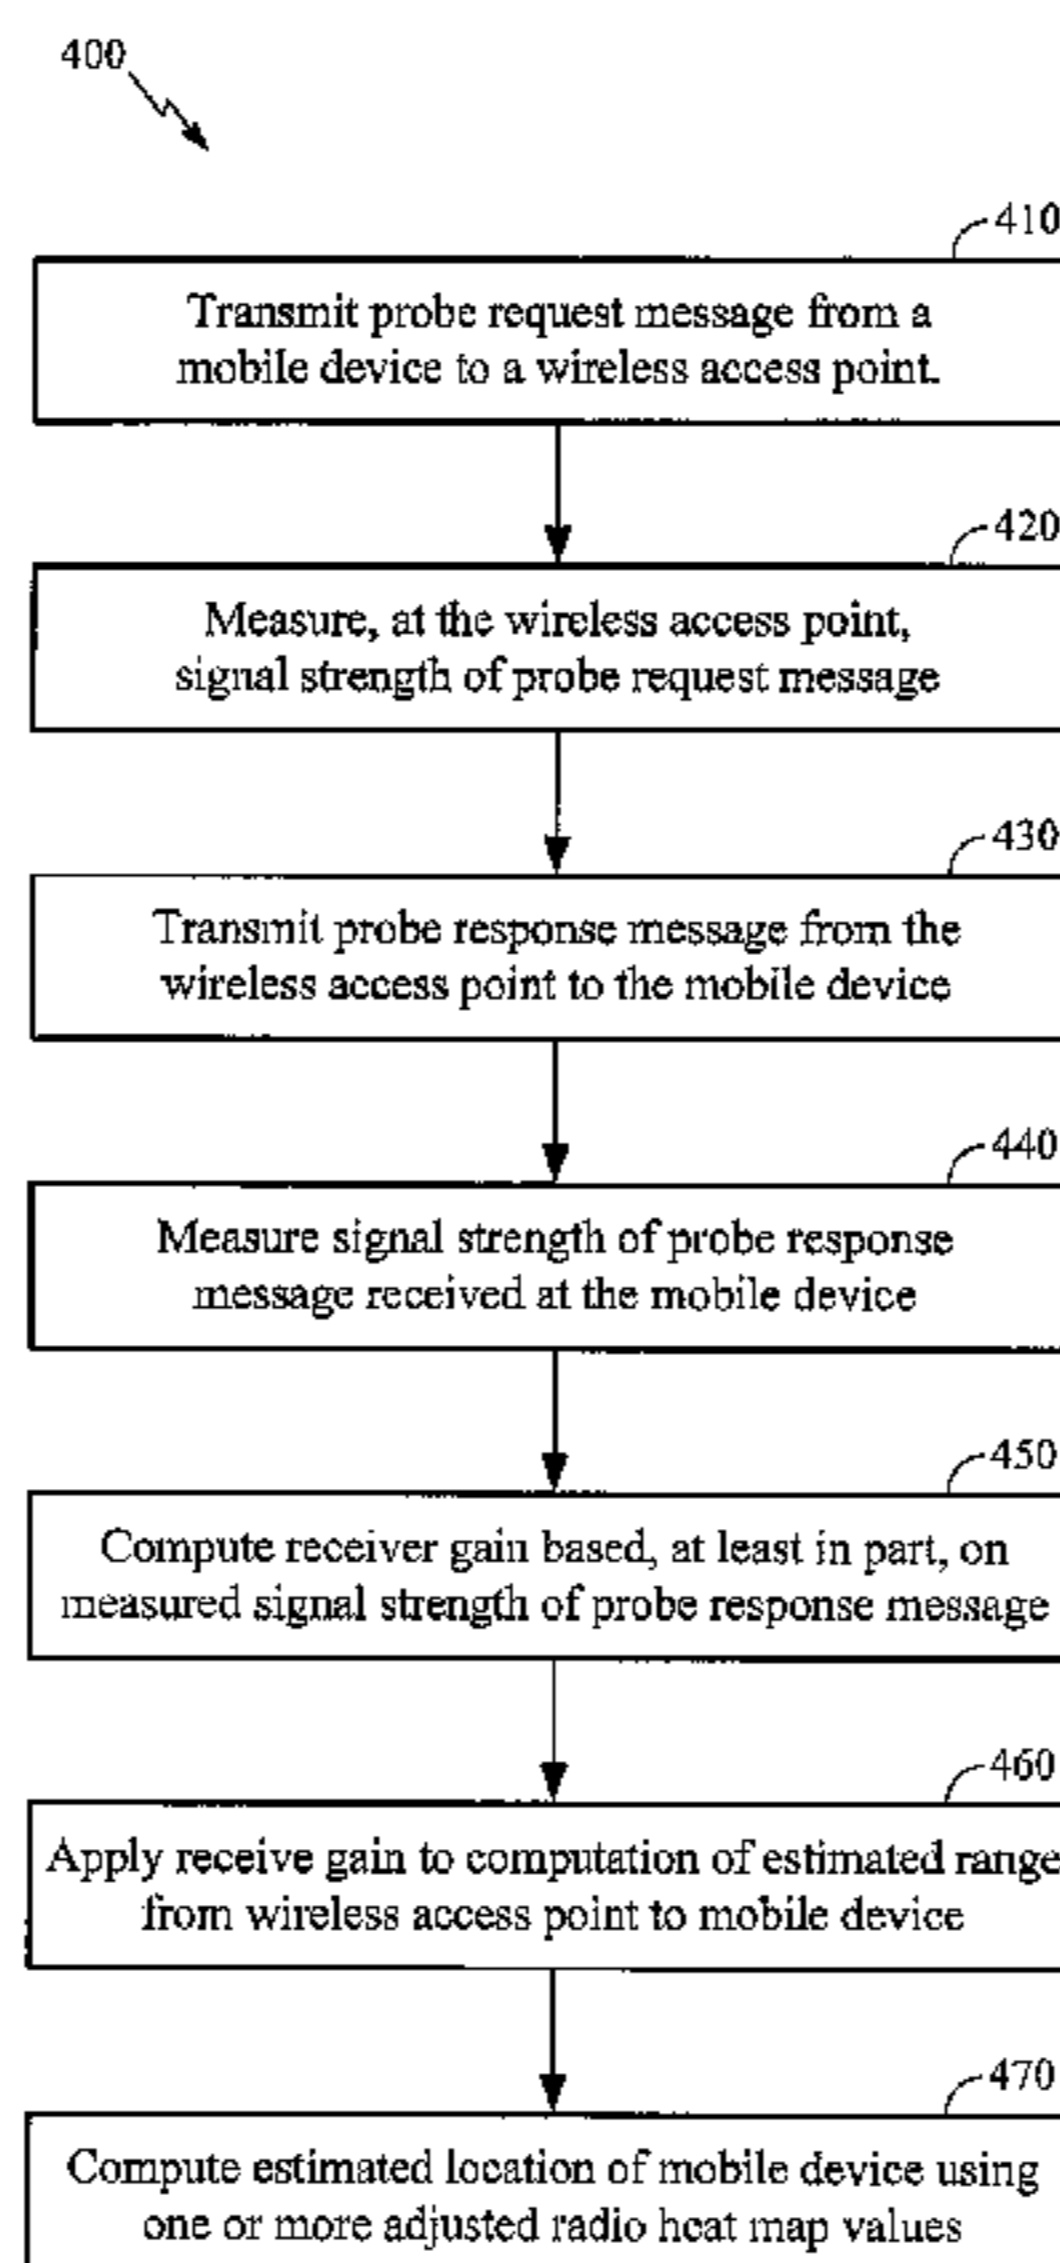 400
410
Transmit probe request message from a
mobile device to a wireless access point.
420
Measure, at the wireless access point,
signal strength of probe request message
430
Transmit probe response message from the
wireless access point to the mobile device
440
Measure signal strength of probe response
message received at the mobile device
450
Compute receiver gain based, at least in part, on
measured signal strength of probe response message
460
Apply receive gain to computation of estimated range
from wireless access point to mobile device
470
Compute estimated location of mobile device using
one or more adjusted radio heat map values